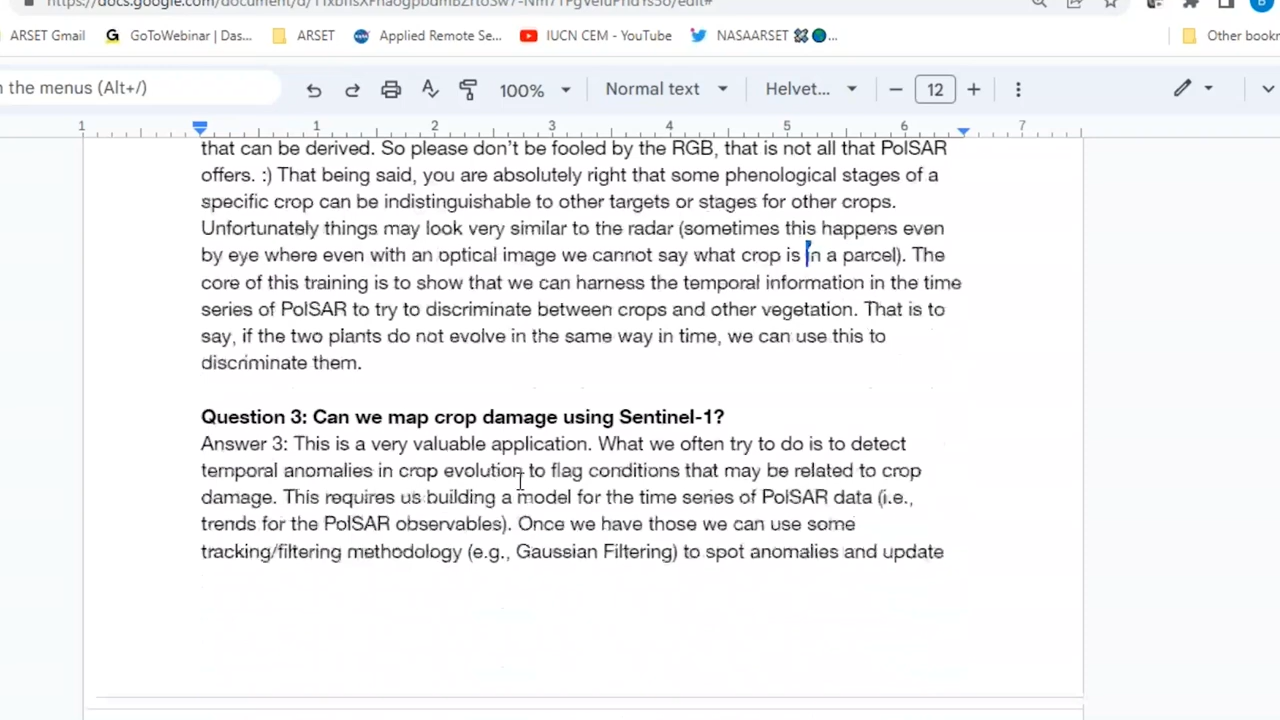 ARSET Gmail
GoToWebinar | Das...
ARSET
Applied Remote Se...
IUCN CEM - YouTube
NASAARSET
Other bookm
n the menus (Alt+/)
100%
Normal text
Helvet...
12
1 1 2 3 4 5 6 7
that can be derived. So please don't be fooled by the RGB, that is not all that PolSAR
offers. :) That being said, you are absolutely right that some phenological stages of a
specific crop can be indistinguishable to other targets or stages for other crops.
Unfortunately things may look very similar to the radar (sometimes this happens even
by eye where even with an optical image we cannot say what crop is in a parcel). The
core of this training is to show that we can harness the temporal information in the time
series of PolSAR to try to discriminate between crops and other vegetation. That is to
say, if the two plants do not evolve in the same way in time, we can use this to
discriminate them.
Question 3: Can we map crop damage using Sentinel-1?
Answer 3: This is a very valuable application. What we often try to do is to detect
temporal anomalies in crop evolution to flag conditions that may be related to crop
damage. This requires us building a model for the time series of PolSAR data (i.e.,
trends for the PolSAR observables). Once we have those we can use some
tracking/filtering methodology (e.g., Gaussian Filtering) to spot anomalies and update